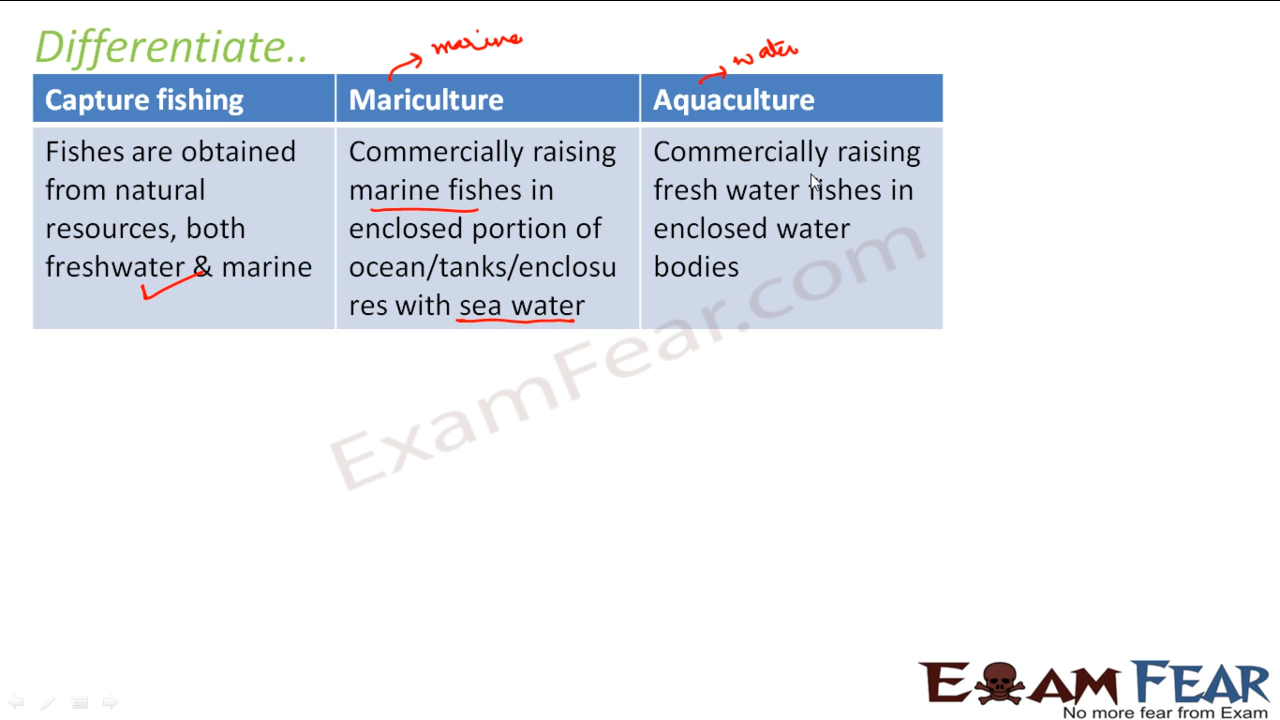 Differentiate..
marine
water
Capture fishing
Mariculture
Aquaculture
Fishes are obtained
from natural
resources, both
freshwater & marine
Commercially raising
marine fishes in
enclosed portion of
ocean/tanks/enclosu
res with sea water
Commercially raising
fresh water fishes in
enclosed water
bodies
ExamFear.com
EXAM FEAR
No more fear from Exam